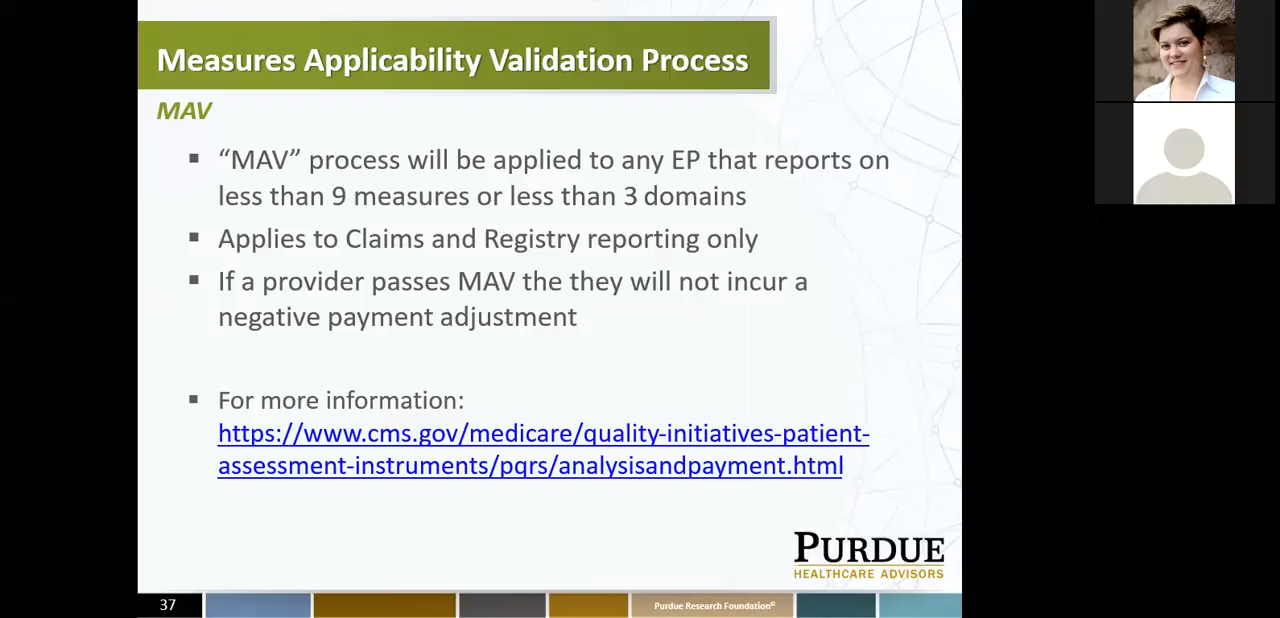 Measures Applicability Validation Process
MAV
▪ “MAV” process will be applied to any EP that reports on
less than 9 measures or less than 3 domains
▪ Applies to Claims and Registry reporting only
▪ If a provider passes MAV the they will not incur a
negative payment adjustment
▪ For more information:
https://www.cms.gov/medicare/quality-initiatives-patient-
assessment-instruments/pqrs/analysisandpayment.html
PURDUE
HEALTHCARE ADVISORS
37
Purdue Research Foundation©